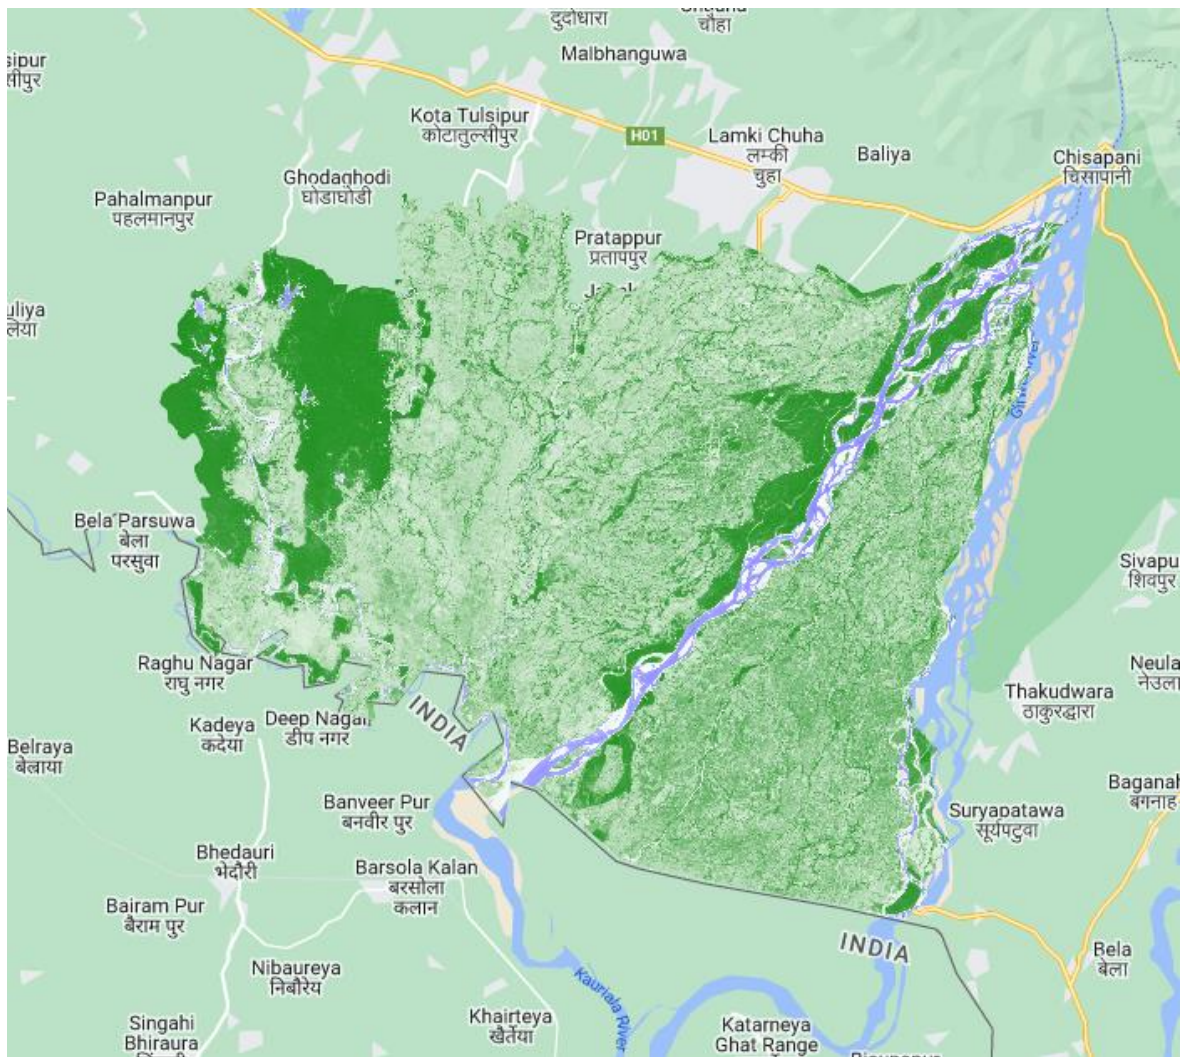 दुदोधारा
चौहा
Malbhanguwa
sipur
सीपुर
Kota Tulsipur
कोटातुल्सीपुर
H01
Lamki Chuha
लम्की
चुहा
Baliya
Chisapani
चिसापानी
Ghodaghodi
घोडाघोडी
Pahalmanpur
पहलमानपुर
Pratappur
प्रतापपुर
uliya
लिया
Bela Parsuwa
बेला
परसुवा
Sivapu
शिवपुर
Raghu Nagar
राघु नगर
Neula
नेउला
Thakudwara
ठाकुरद्वारा
Kadeya
कदेया
Deep Nagar
डीप नगर
INDIA
Belraya
बेलराया
Baganah
बगनाह
Banveer Pur
बनवीर पुर
Suryapatawa
सूर्यपटुवा
Bhedauri
भेदौरी
Barsola Kalan
बरसोला
कलान
Bairam Pur
बैराम पुर
INDIA
Bela
बेला
Nibaureya
निबौरेय
Kauriala River
Khairteya
खैर्तेया
Singahi
Bhiraura
Katarneya
Ghat Range